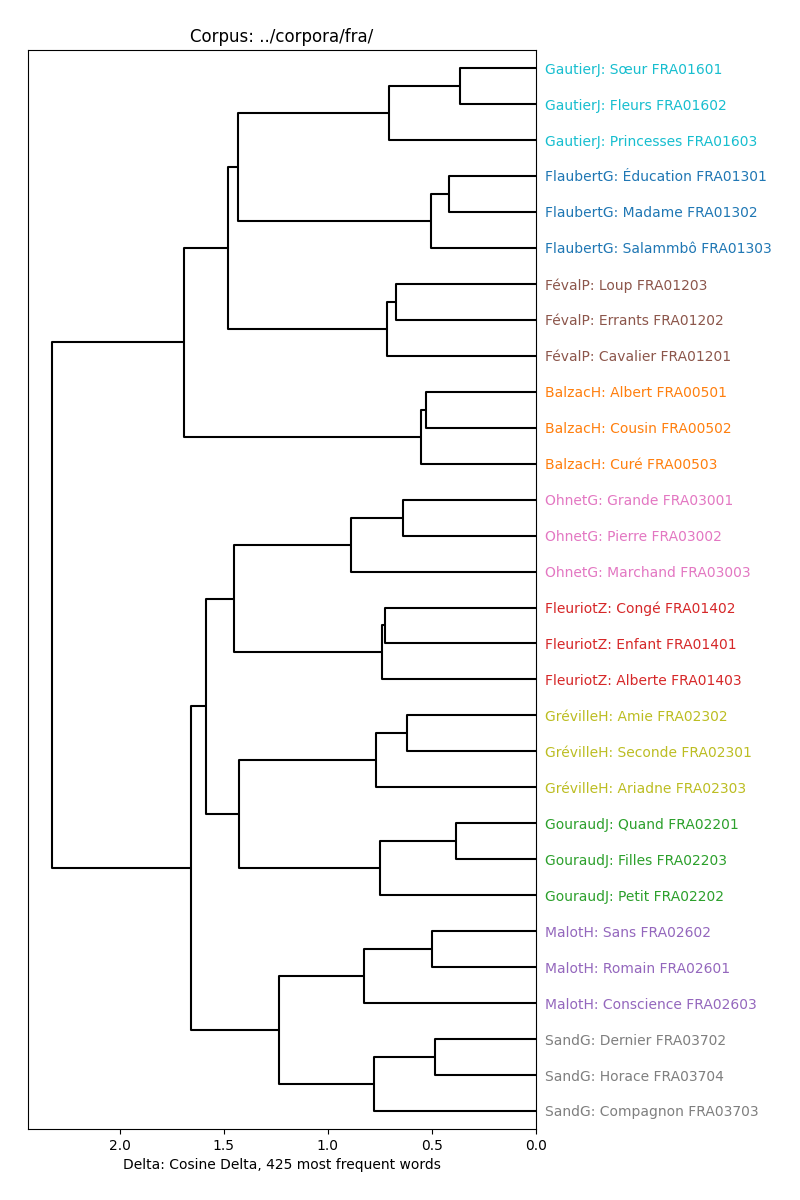 Corpus: ../corpora/fra/
GautierJ: Sœur FRA01601
GautierJ: Fleurs FRA01602
GautierJ: Princesses FRA01603
FlaubertG: Éducation FRA01301
FlaubertG: Madame FRA01302
FlaubertG: Salammbô FRA01303
FévalP: Loup FRA01203
FévalP: Errants FRA01202
FévalP: Cavalier FRA01201
BalzacH: Albert FRA00501
BalzacH: Cousin FRA00502
BalzacH: Curé FRA00503
OhnetG: Grande FRA03001
OhnetG: Pierre FRA03002
OhnetG: Marchand FRA03003
FleuriotZ: Congé FRA01402
FleuriotZ: Enfant FRA01401
FleuriotZ: Alberte FRA01403
GrévilleH: Amie FRA02302
GrévilleH: Seconde FRA02301
GrévilleH: Ariadne FRA02303
GouraudJ: Quand FRA02201
GouraudJ: Filles FRA02203
GouraudJ: Petit FRA02202
MalotH: Sans FRA02602
MalotH: Romain FRA02601
MalotH: Conscience FRA02603
SandG: Dernier FRA03702
SandG: Horace FRA03704
SandG: Compagnon FRA03703
2.0 1.5 1.0 0.5 0.0
Delta: Cosine Delta, 425 most frequent words